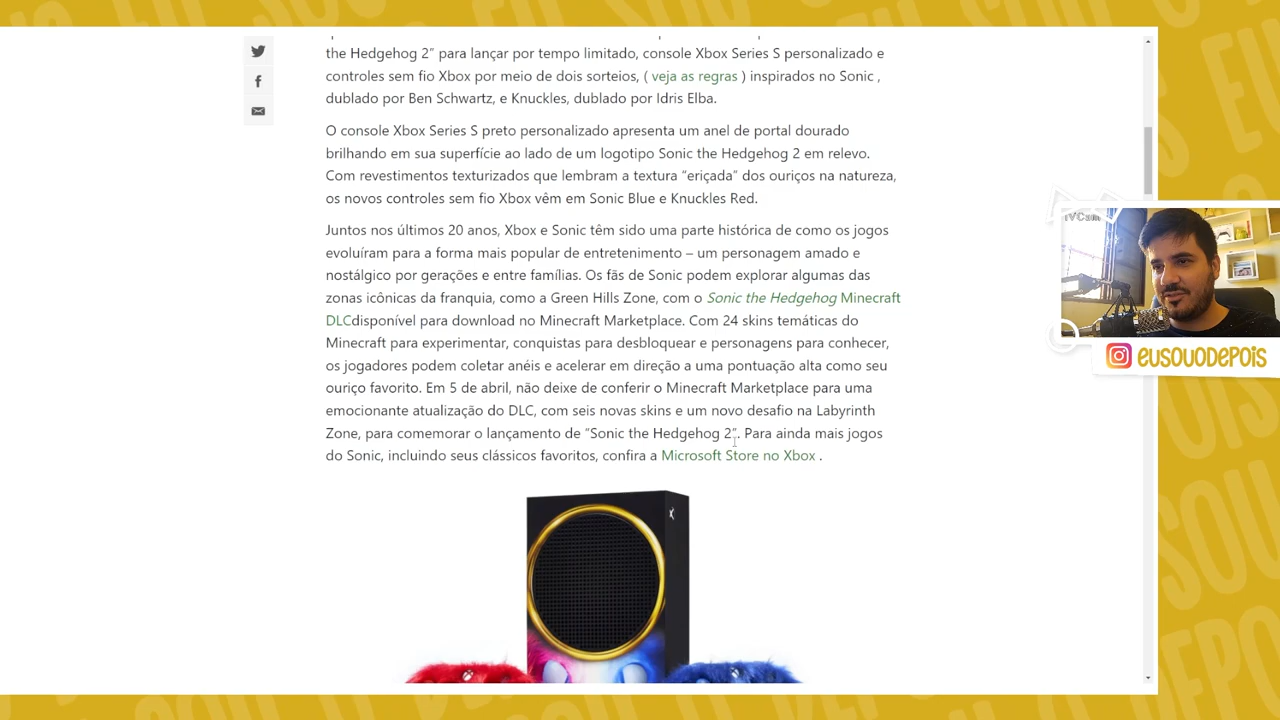 the Hedgehog 2” para lançar por tempo limitado, console Xbox Series S personalizado e
controles sem fio Xbox por meio de dois sorteios, ( veja as regras ) inspirados no Sonic ,
dublado por Ben Schwartz, e Knuckles, dublado por Idris Elba.
O console Xbox Series S preto personalizado apresenta um anel de portal dourado
brilhando em sua superfície ao lado de um logotipo Sonic the Hedgehog 2 em relevo.
Com revestimentos texturizados que lembram a textura “eriçada” dos ouriços na natureza,
os novos controles sem fio Xbox vêm em Sonic Blue e Knuckles Red.
Juntos nos últimos 20 anos, Xbox e Sonic têm sido uma parte histórica de como os jogos
evoluíram para a forma mais popular de entretenimento – um personagem amado e
nostálgico por gerações e entre famílias. Os fãs de Sonic podem explorar algumas das
zonas icônicas da franquia, como a Green Hills Zone, com o Sonic the Hedgehog Minecraft
DLCdisponível para download no Minecraft Marketplace. Com 24 skins temáticas do
Minecraft para experimentar, conquistas para desbloquear e personagens para conhecer,
os jogadores podem coletar anéis e acelerar em direção a uma pontuação alta como seu
ouriço favorito. Em 5 de abril, não deixe de conferir o Minecraft Marketplace para uma
emocionante atualização do DLC, com seis novas skins e um novo desafio na Labyrinth
Zone, para comemorar o lançamento de “Sonic the Hedgehog 2”. Para ainda mais jogos
do Sonic, incluindo seus clássicos favoritos, confira a Microsoft Store no Xbox .
iVCam
eusouodepois